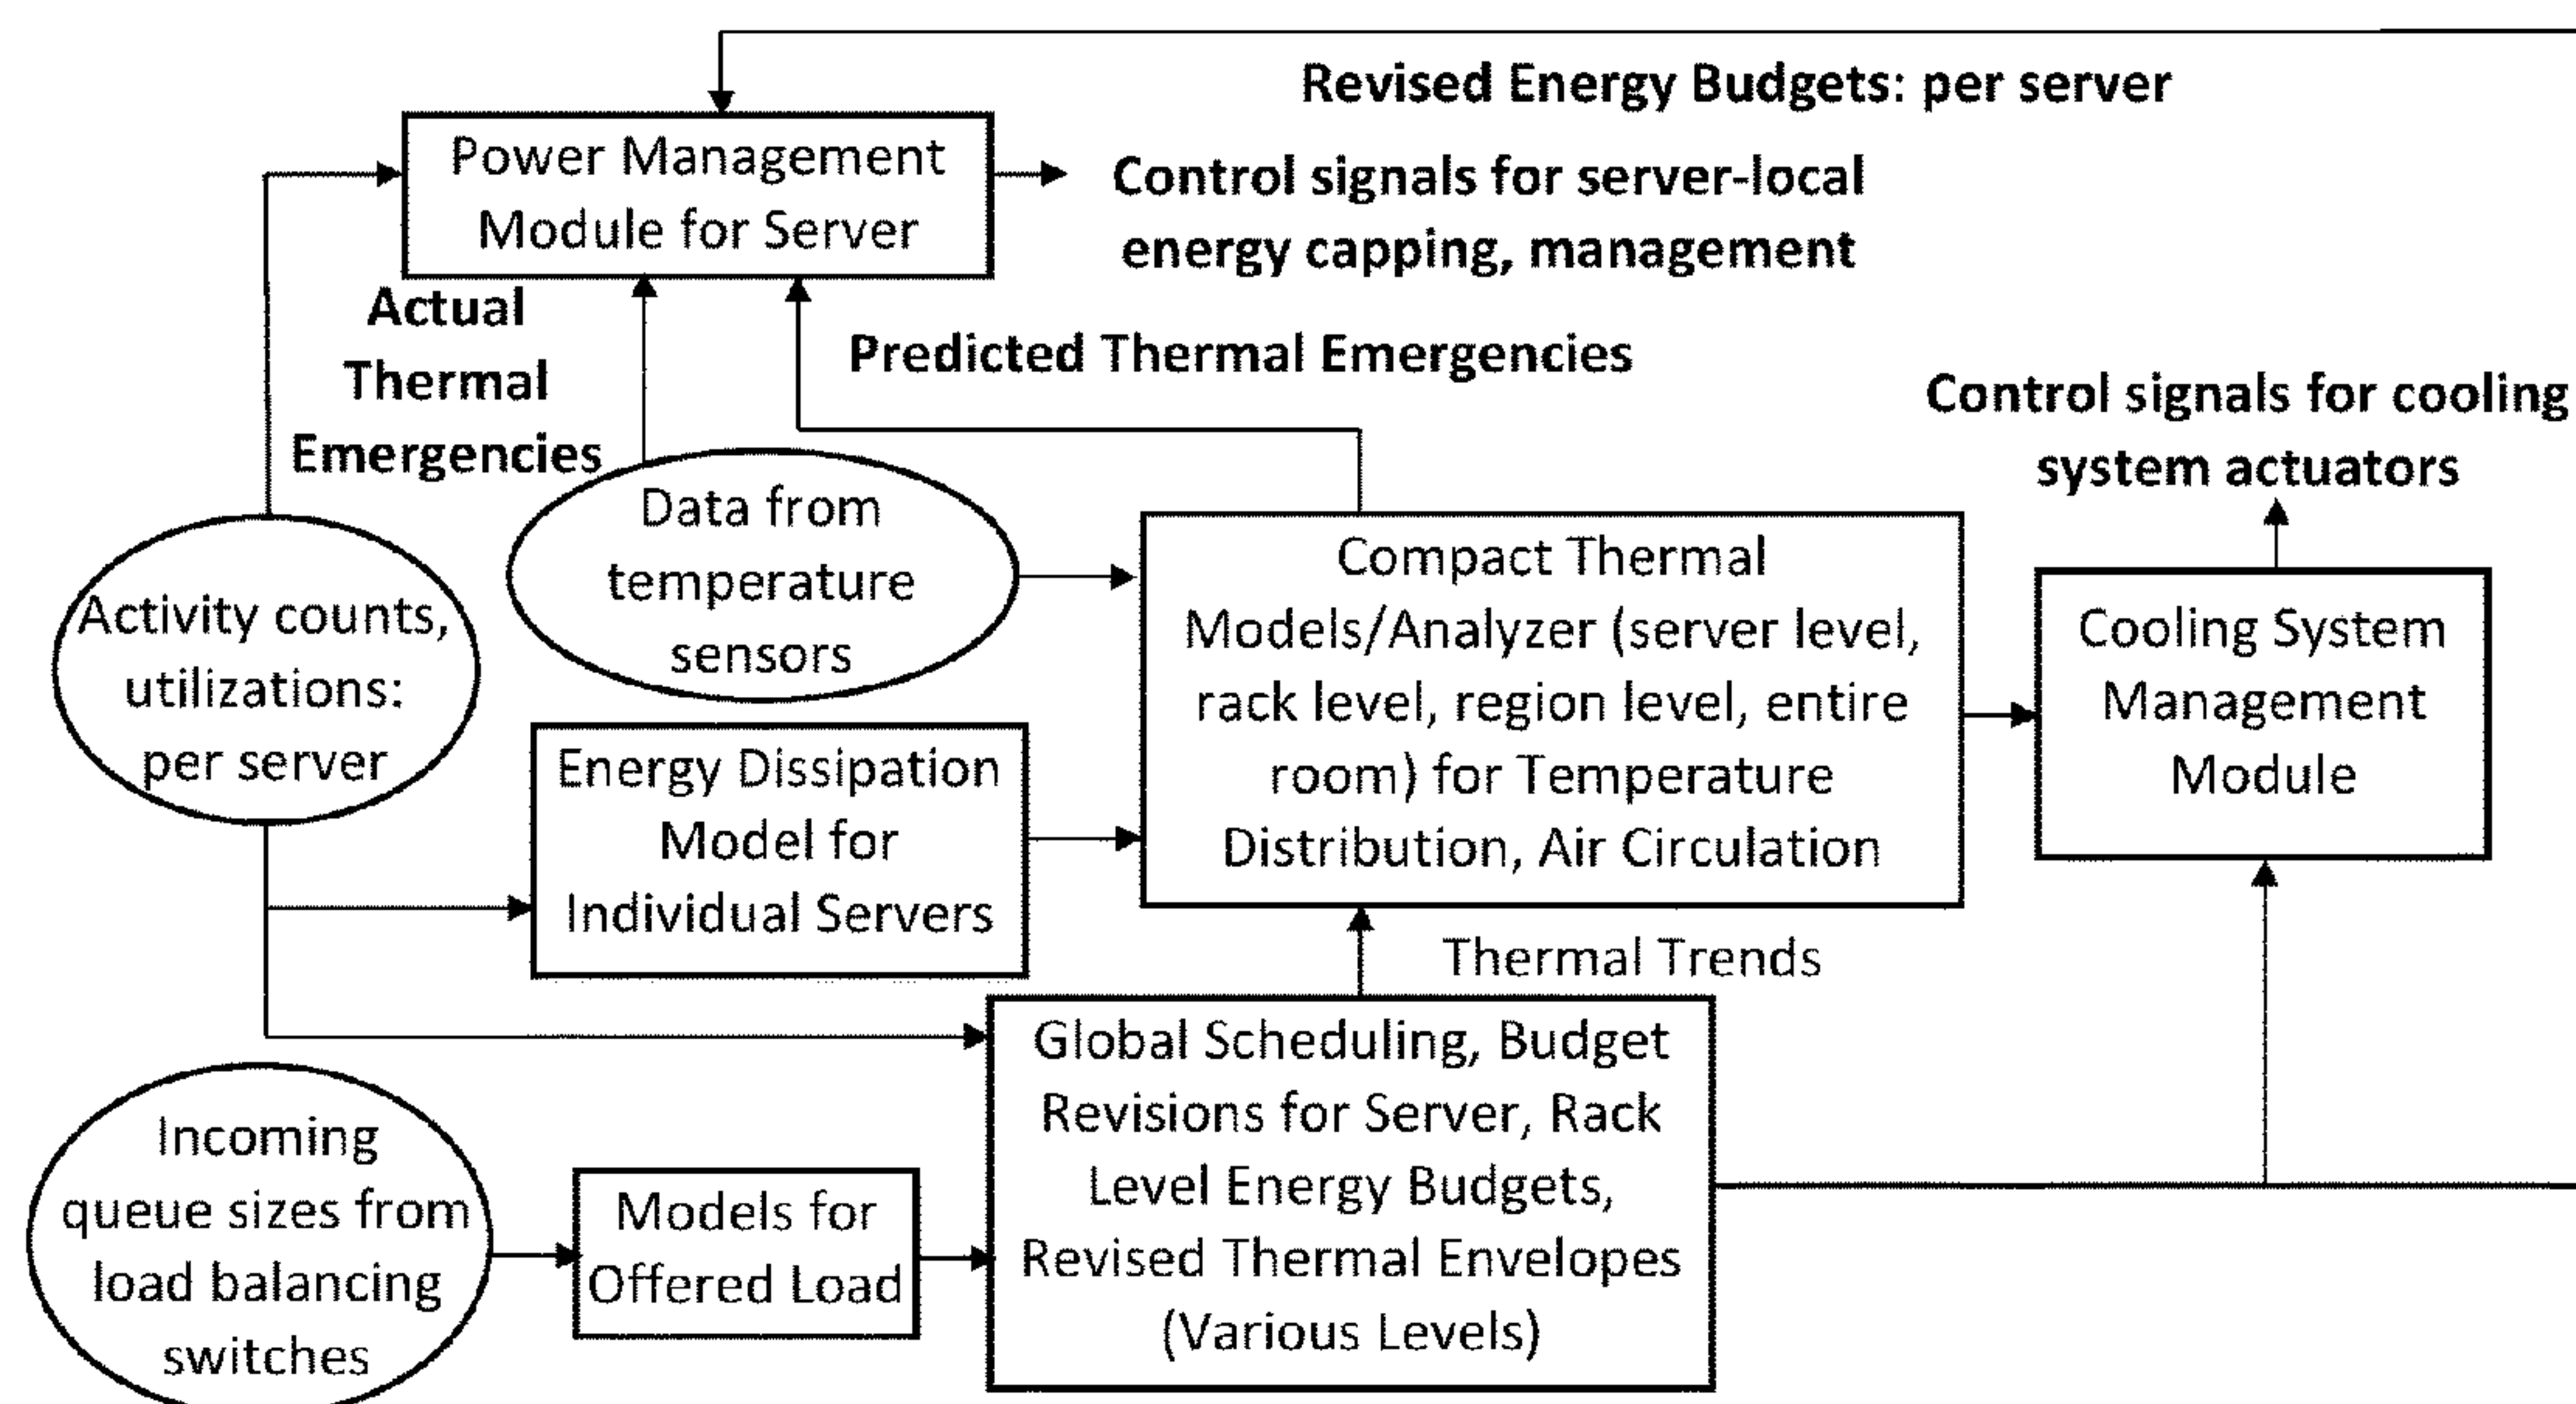 Revised Energy Budgets: per server
Power Management
Module for Server
Control signals for server-local
energy capping, management
Actual
Thermal
Emergencies
Predicted Thermal Emergencies
Control signals for cooling
system actuators
Data from
temperature
sensors
Activity counts,
utilizations:
per server
Compact Thermal
Models/Analyzer (server level,
rack level, region level, entire
room) for Temperature
Distribution, Air Circulation
Cooling System
Management
Module
Energy Dissipation
Model for
Individual Servers
Thermal Trends
Global Scheduling, Budget
Revisions for Server, Rack
Level Energy Budgets,
Revised Thermal Envelopes
(Various Levels)
Incoming
queue sizes from
load balancing
switches
Models for
Offered Load